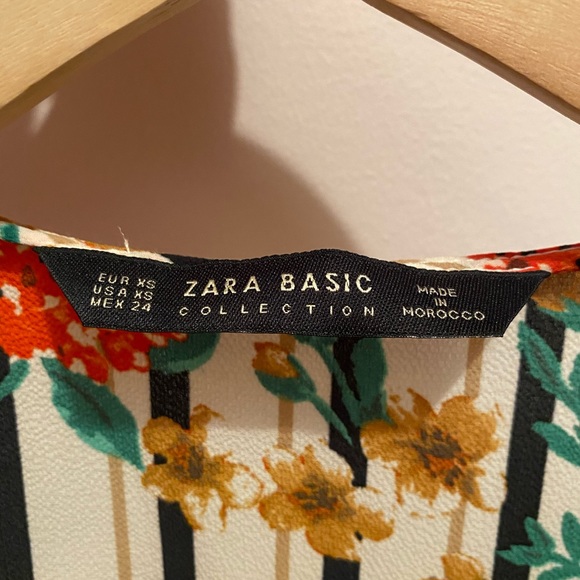 EUR XS
USA XS
MEX 24
ZARA BASIC
COLLECTION
MADE
IN
MOROCCO